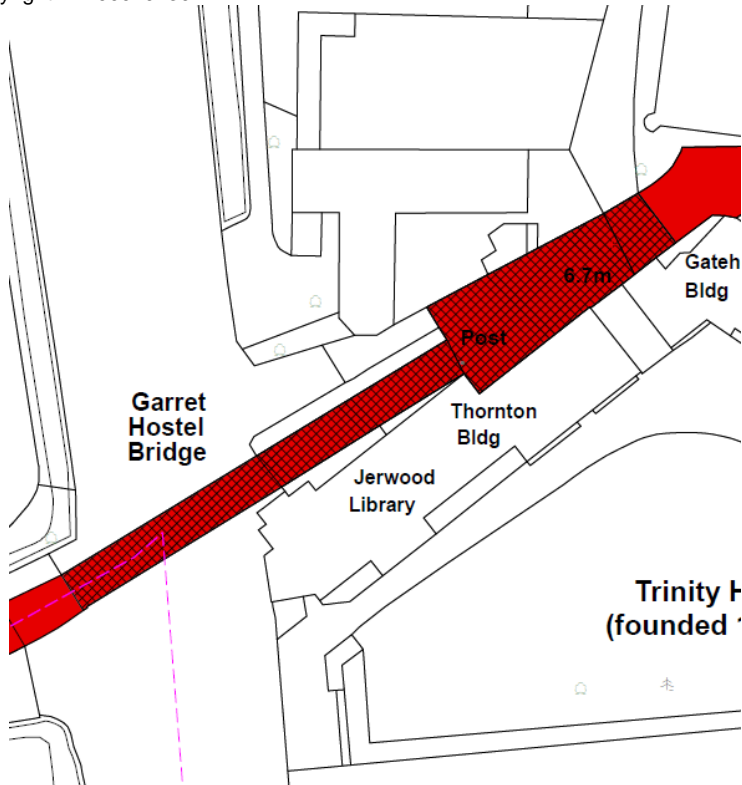 6.7m
Gateh
Bldg
Post
Garret
Hostel
Bridge
Thornton
Bldg
Jerwood
Library
Trinity H
(founded 1